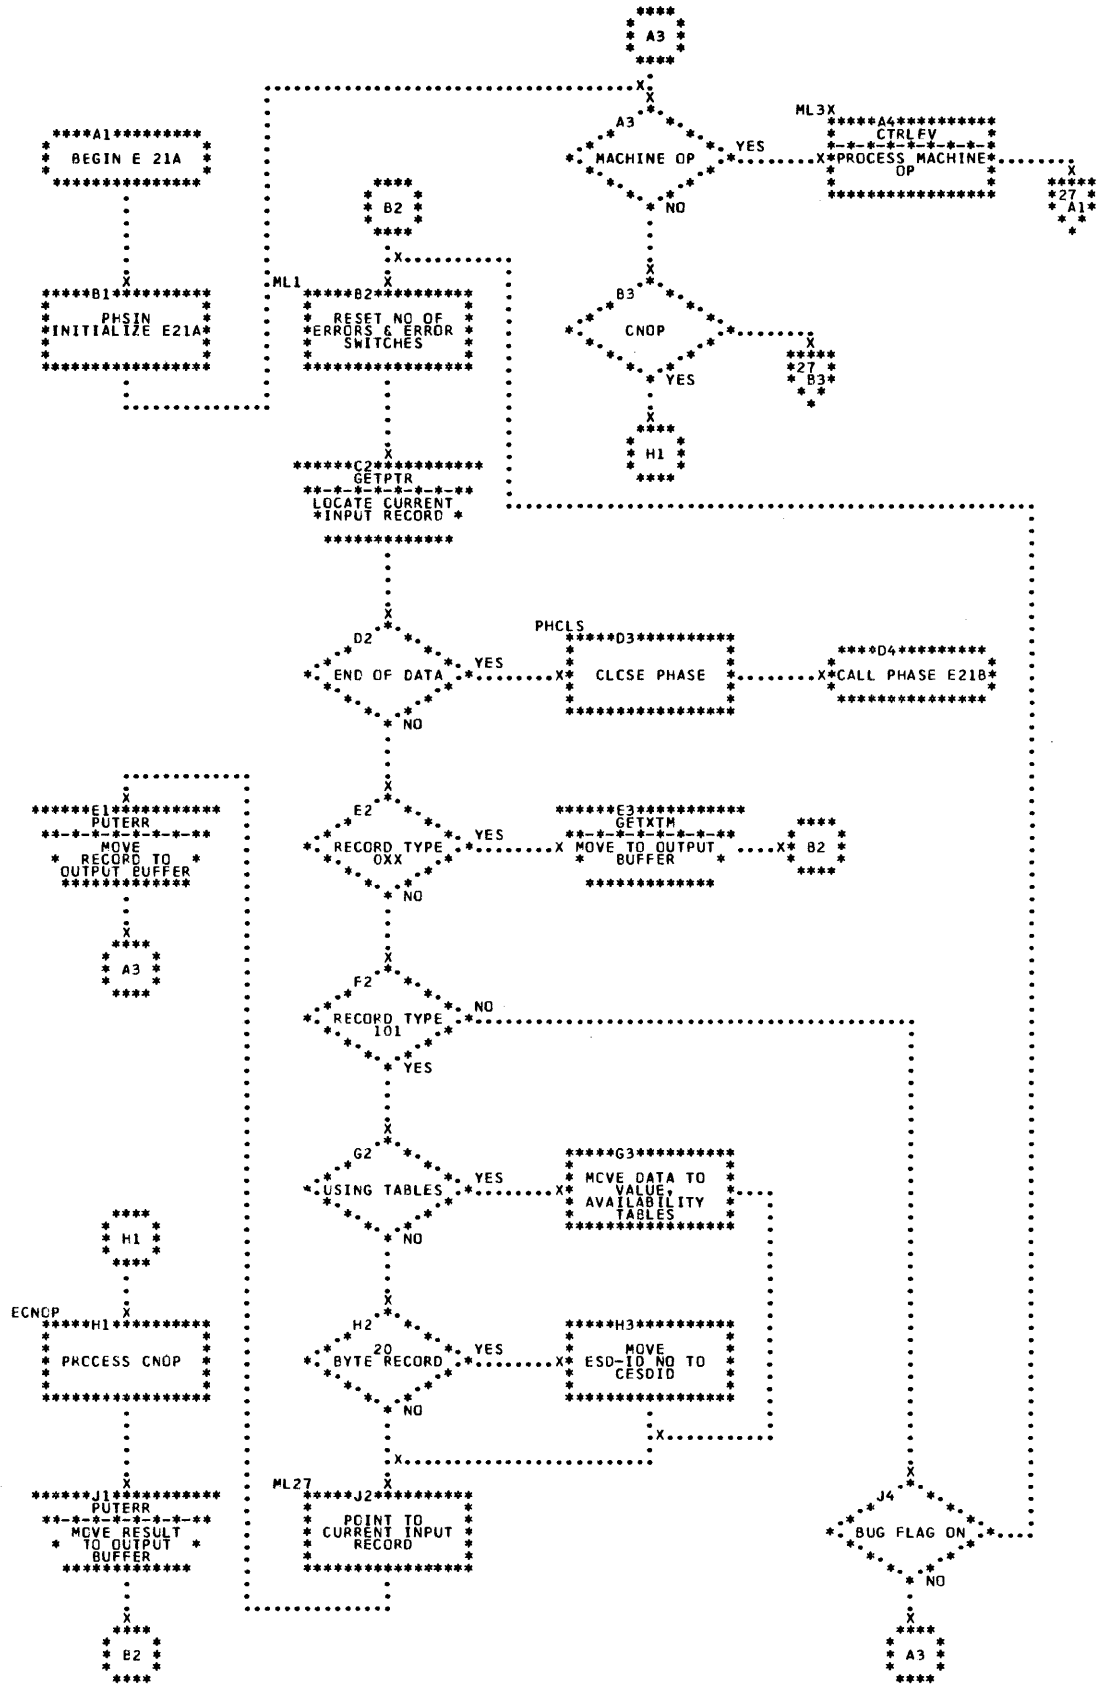 A3
ML3X
A1
BEGIN E 21A
A3
MACHINE OP
YES
NO
A4
CTRLFV
PROCESS MACHINE
OP
27
A1
B2
B1
PHSIN
INITIALIZE E21A
ML1
B2
RESET NO OF
ERRORS & ERROR
SWITCHES
B3
CNOP
YES
27
B3
H1
C2
GETPTR
LOCATE CURRENT
INPUT RECORD
D2
END OF DATA
YES
NO
PHCLS
D3
CLCSE PHASE
D4
CALL PHASE E21B
E1
PUTERR
MOVE
RECORD TO
OUTPUT BUFFER
A3
E2
RECORD TYPE
0XX
YES
NO
E3
GETXTM
MOVE TO OUTPUT
BUFFER
B2
F2
RECORD TYPE
101
NO
YES
G2
USING TABLES
YES
NO
G3
MCVE DATA TO
VALUE,
AVAILABILITY
TABLES
H1
ECNOP
H1
PRCCESS CNOP
H2
20
BYTE RECORD
YES
NO
H3
MOVE
ESD-ID NO TO
CESDID
J1
PUTERR
MOVE RESULT
TO OUTPUT
BUFFER
B2
ML27
J2
POINT TO
CURRENT INPUT
RECORD
J4
BUG FLAG ON
NO
A3